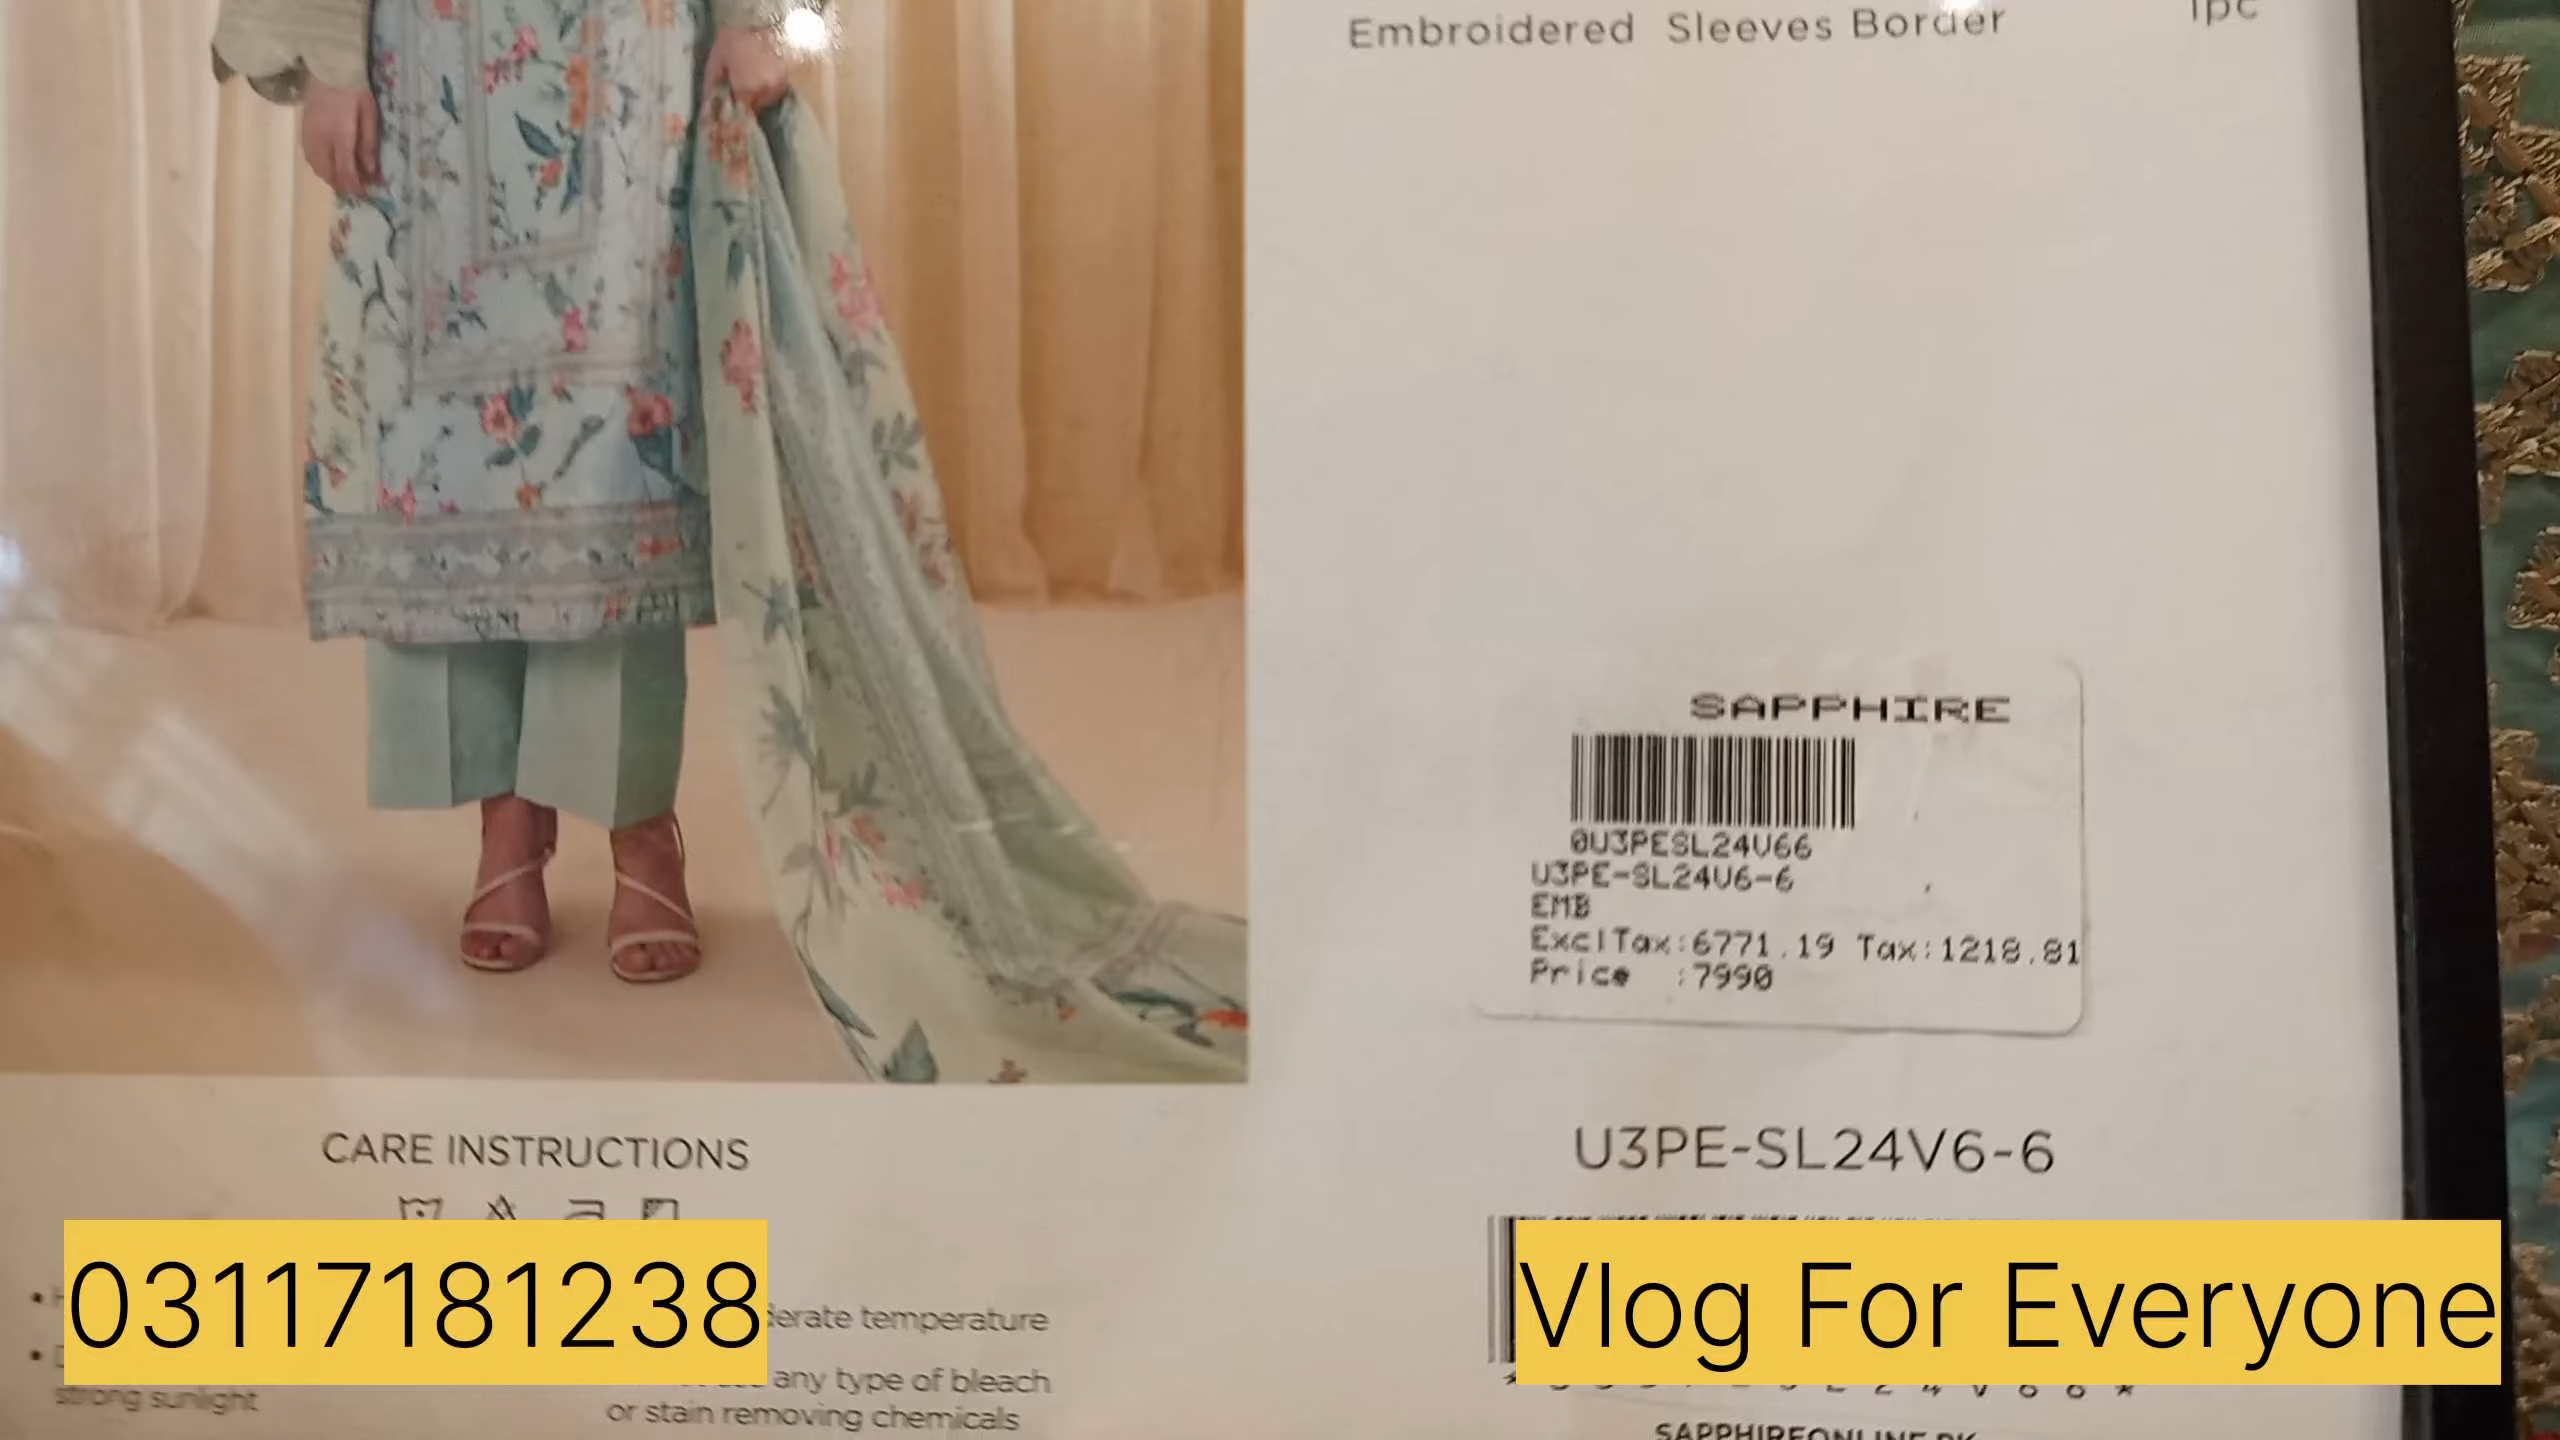 Embroidered Sleeves Border 1pc
SAPPHIRE
0U3PESL24V66
U3PE-SL24V6-6
EMB
ExclTax:6771.19 Tax:1218.81
Price :7990
CARE INSTRUCTIONS
U3PE-SL24V6-6
03117181238
Vlog For Everyone
temperature
strong sunlight
any type of bleach
or stain removing chemicals
SAPPHIREONLINE.PK